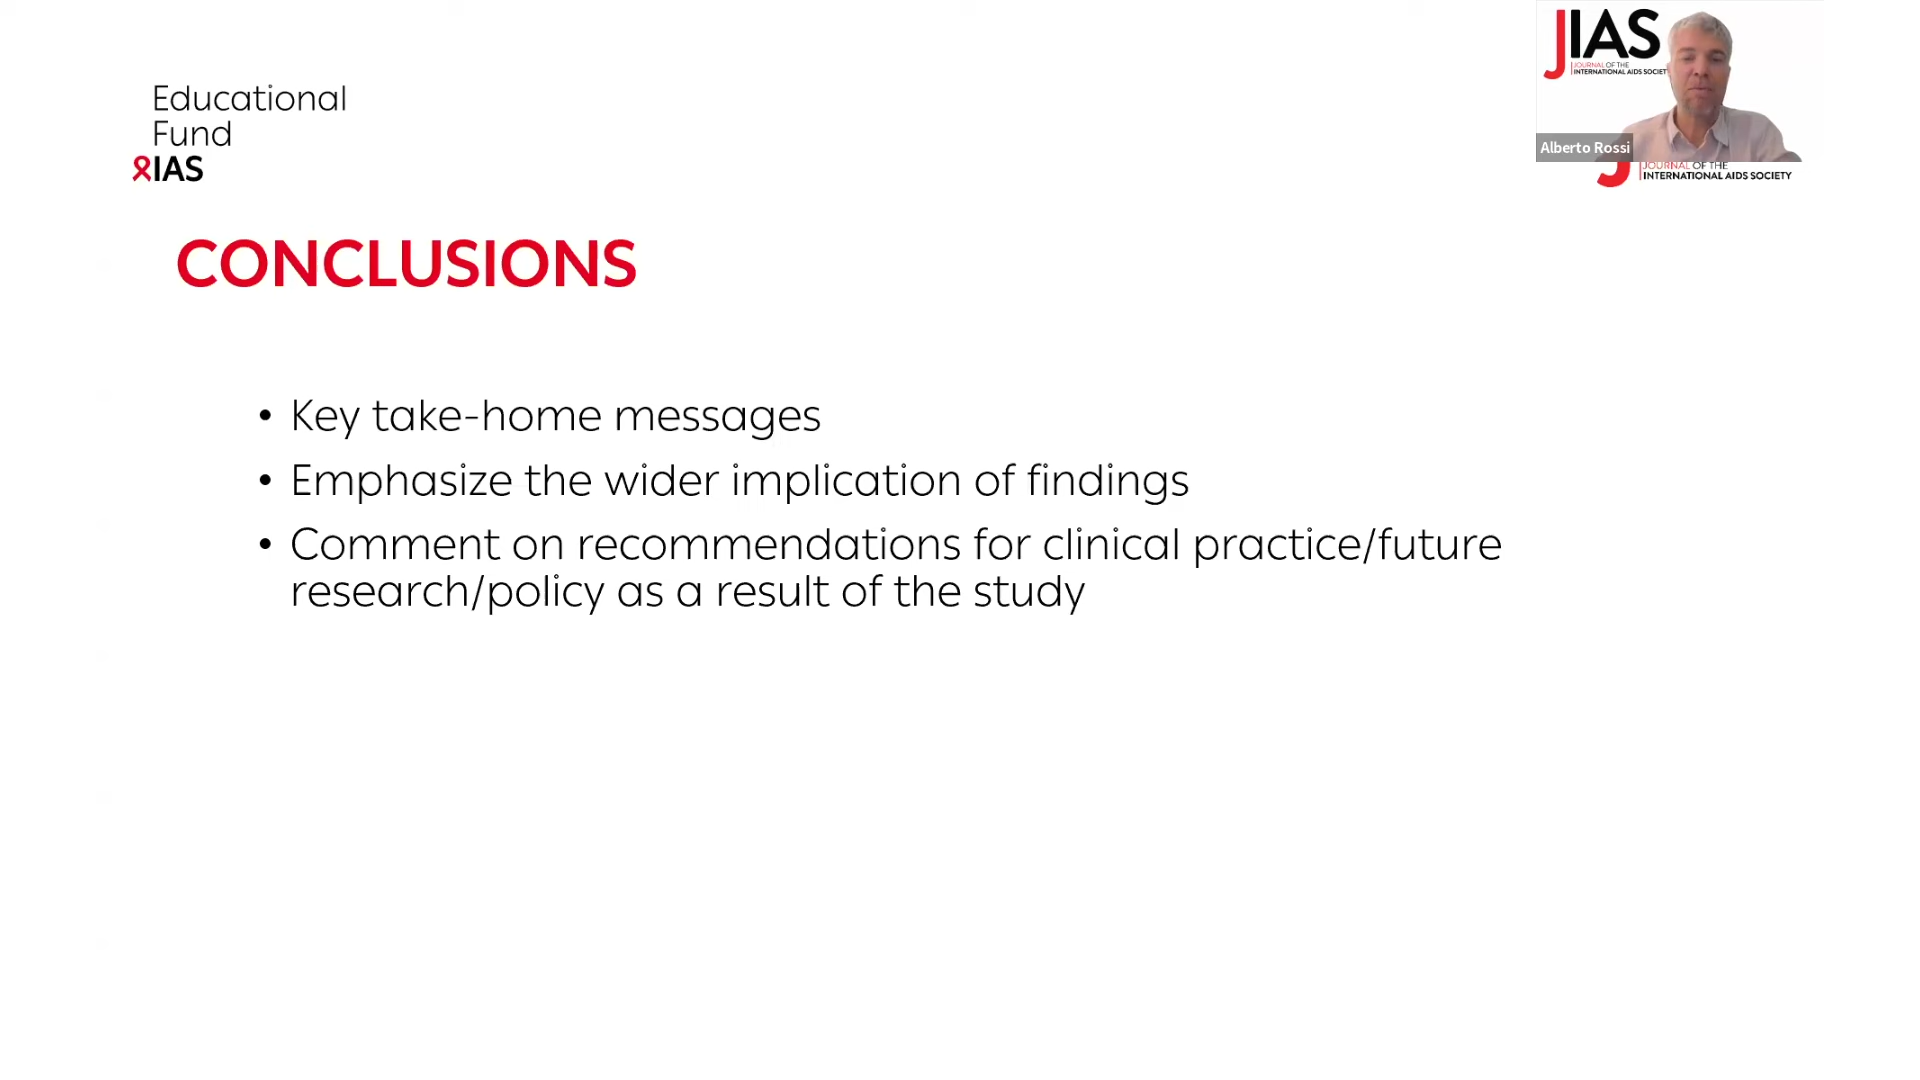 Educational
Fund
IAS
JIAS
JOURNAL OF THE
INTERNATIONAL AIDS SOCIET
Alberto Rossi
J
JOURNAL OF THE
INTERNATIONAL AIDS SOCIETY
CONCLUSIONS
• Key take-home messages
• Emphasize the wider implication of findings
• Comment on recommendations for clinical practice/future
research/policy as a result of the study